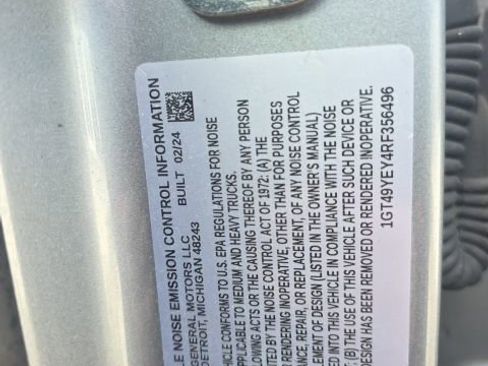 LE NOISE EMISSION CONTROL INFORMATION
GENERAL MOTORS LLC BUILT 02/24
DETROIT, MICHIGAN 48243
HICLE CONFORMS TO U.S. EPA REGULATIONS FOR NOISE
APPLICABLE TO MEDIUM AND HEAVY TRUCKS.
LOWING ACTS OR THE CAUSING THEREOF BY ANY PERSON
BITED BY THE NOISE CONTROL ACT OF 1972: (A) THE
R RENDERING INOPERATIVE, OTHER THAN FOR PURPOSES
ANCE, REPAIR, OR REPLACEMENT, OF ANY NOISE CONTROL
LEMENT OF DESIGN (LISTED IN THE OWNER'S MANUAL)
ED INTO THIS VEHICLE IN COMPLIANCE WITH THE NOISE
; (B) THE USE OF THIS VEHICLE AFTER SUCH DEVICE OR
DESIGN HAS BEEN REMOVED OR RENDERED INOPERATIVE.
1GT49YEY4RF356496